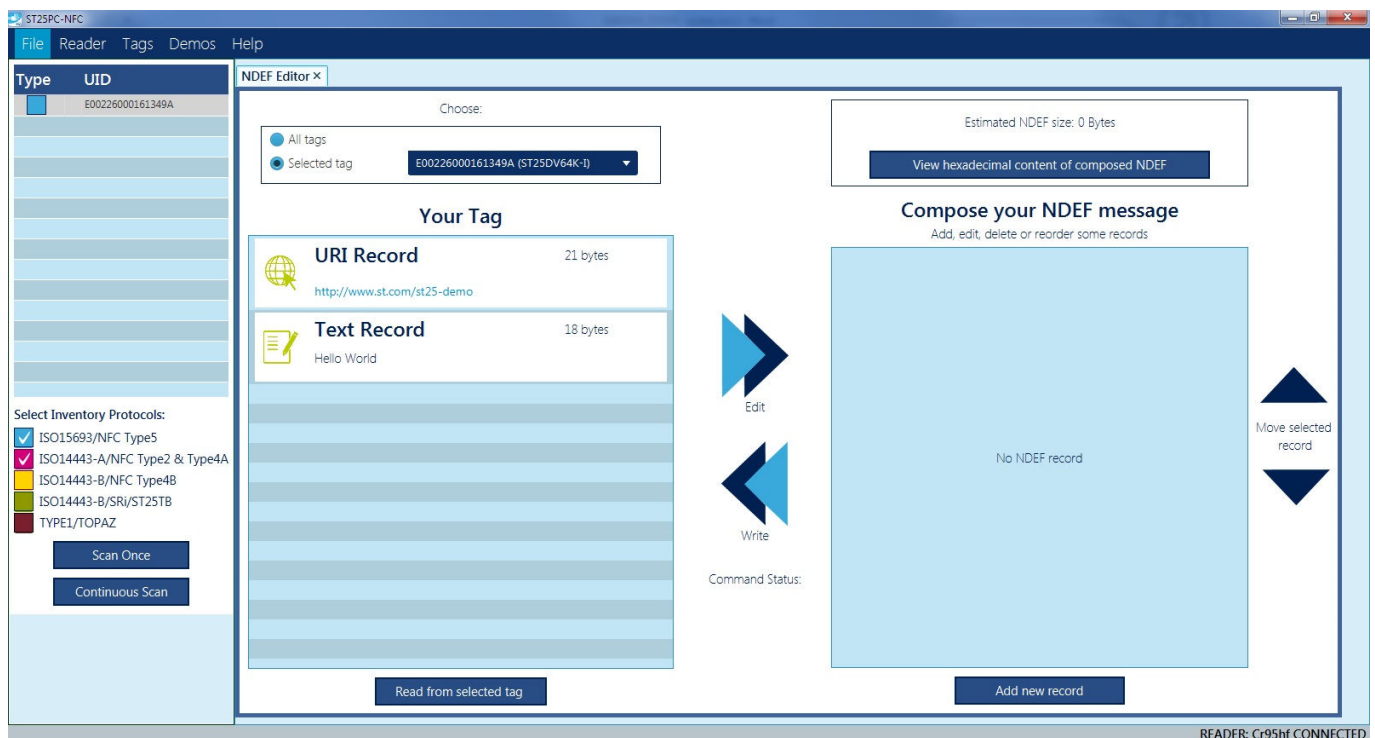 ST25PC-NFC
File Reader Tags Demos Help
Type UID
E00226000161349A
Select Inventory Protocols:
ISO15693/NFC Type5
ISO14443-A/NFC Type2 & Type4A
ISO14443-B/NFC Type4B
ISO14443-B/SRi/ST25TB
TYPE1/TOPAZ
Scan Once
Continuous Scan
NDEF Editor ×
Choose:
All tags
Selected tag
E00226000161349A (ST25DV64K-I)
Your Tag
URI Record
21 bytes
http://www.st.com/st25-demo
Text Record
18 bytes
Hello World
Read from selected tag
Edit
Write
Command Status:
Estimated NDEF size: 0 Bytes
View hexadecimal content of composed NDEF
Compose your NDEF message
Add, edit, delete or reorder some records
No NDEF record
Add new record
Move selected
record
READER: Cr95hf CONNECTED